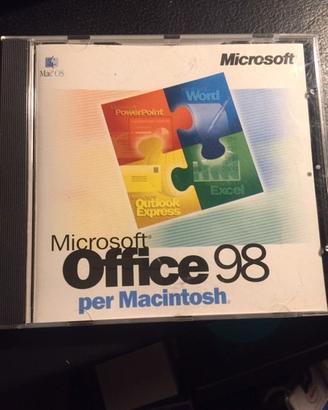 Mac OS
Microsoft
PowerPoint
Word
Outlook
Express
Excel
Microsoft®
Office 98
per Macintosh®